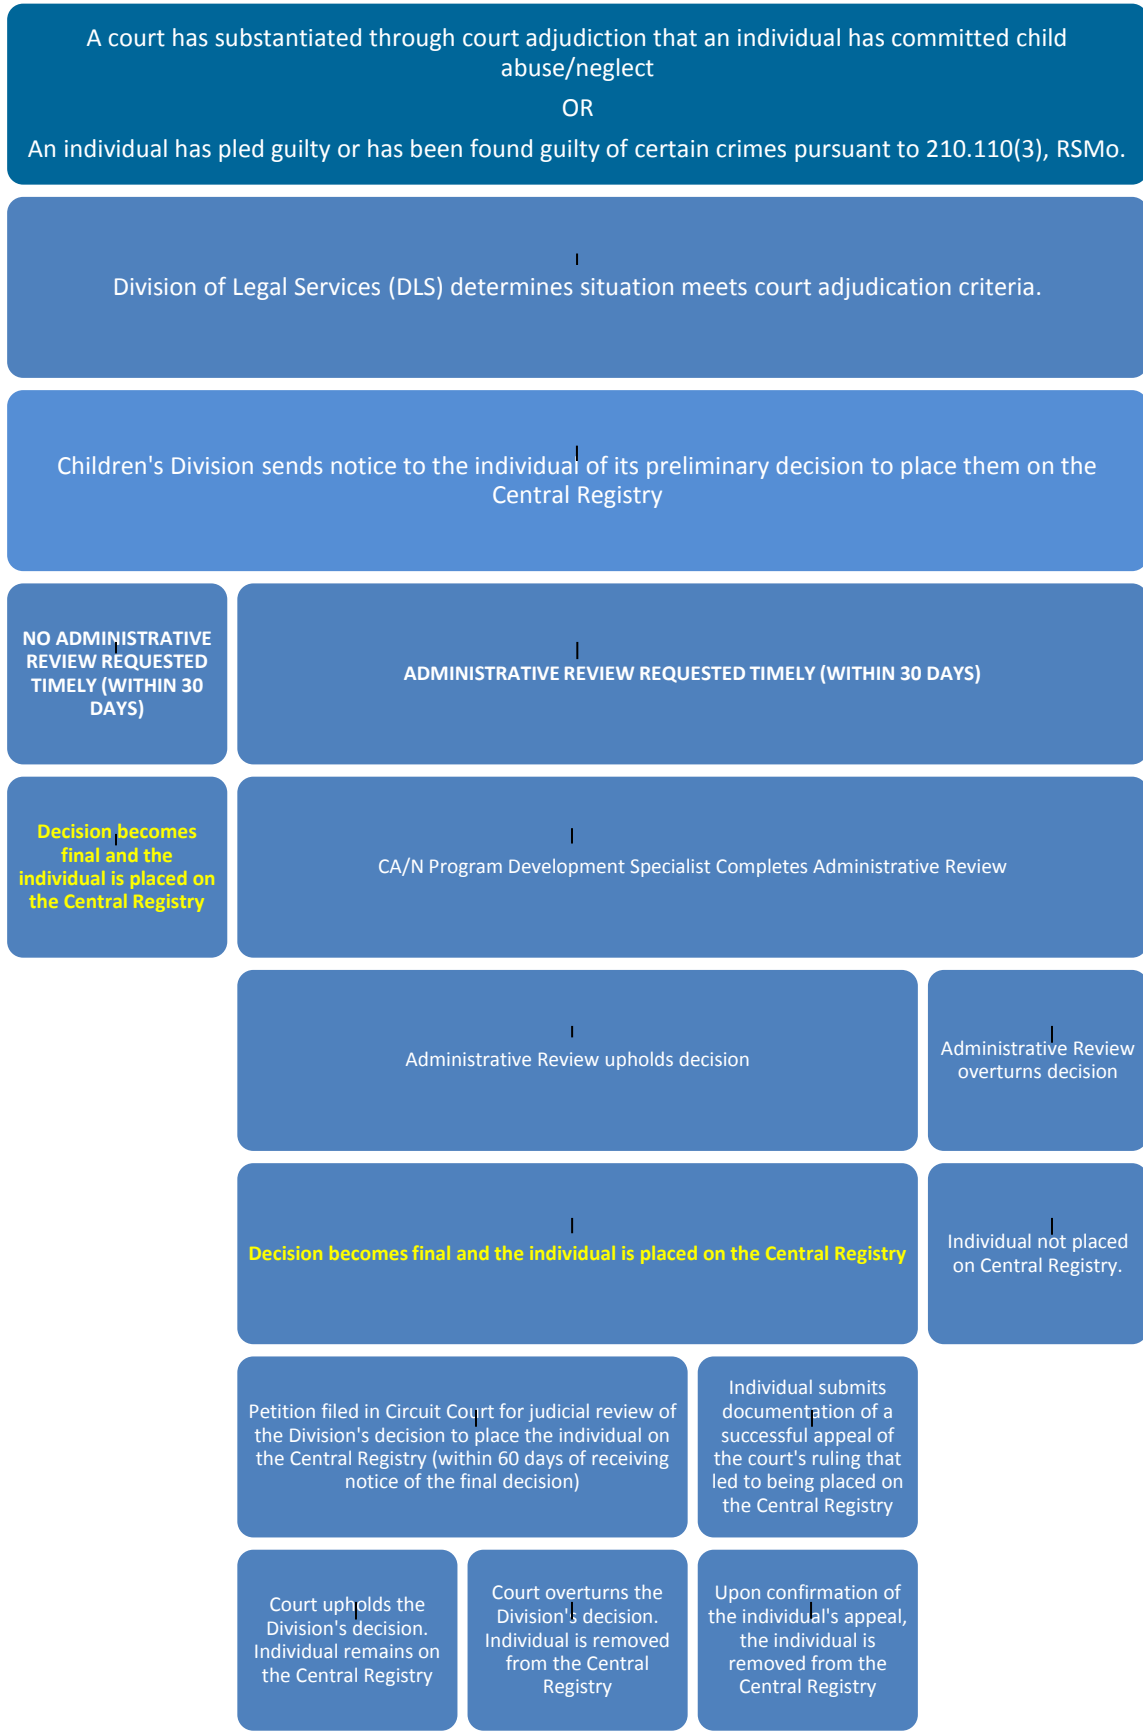 A court has substantiated through court adjudiction that an individual has committed child
abuse/neglect
OR
An individual has pled guilty or has been found guilty of certain crimes pursuant to 210.110(3), RSMo.
Division of Legal Services (DLS) determines situation meets court adjudication criteria.
Children's Division sends notice to the individual of its preliminary decision to place them on the
Central Registry
NO ADMINISTRATIVE
REVIEW REQUESTED
TIMELY (WITHIN 30
DAYS)
ADMINISTRATIVE REVIEW REQUESTED TIMELY (WITHIN 30 DAYS)
Decision becomes
final and the
individual is placed on
the Central Registry
CA/N Program Development Specialist Completes Administrative Review
Administrative Review upholds decision
Administrative Review
overturns decision
Decision becomes final and the individual is placed on the Central Registry
Individual not placed
on Central Registry.
Petition filed in Circuit Court for judicial review of
the Division's decision to place the individual on
the Central Registry (within 60 days of receiving
notice of the final decision)
Individual submits
documentation of a
successful appeal of
the court's ruling that
led to being placed on
the Central Registry
Court upholds the
Division's decision.
Individual remains on
the Central Registry
Court overturns the
Division's decision.
Individual is removed
from the Central
Registry
Upon confirmation of
the individual's appeal,
the individual is
removed from the
Central Registry